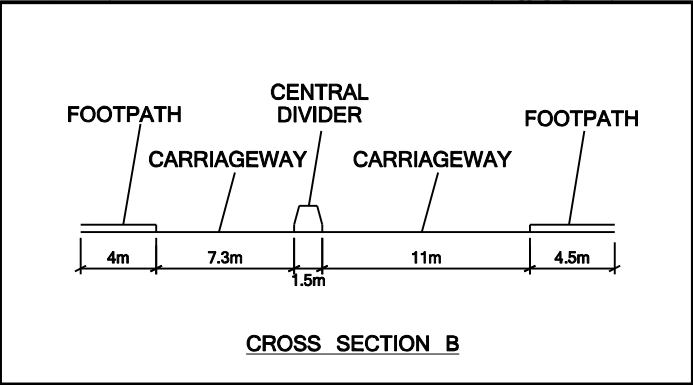 CENTRAL
DIVIDER
FOOTPATH
FOOTPATH
CARRIAGEWAY
CARRIAGEWAY
4m
7.3m
1.5m
11m
4.5m
CROSS SECTION B